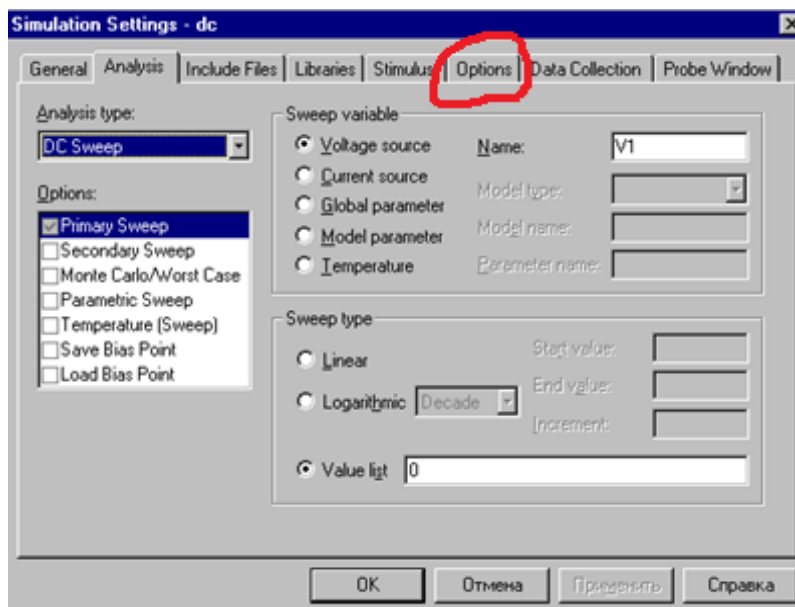 Simulation Settings - dc
General Analysis Include Files Libraries Stimulus Options Data Collection Probe Window
Analysis type:
DC Sweep
Options:
Primary Sweep
Secondary Sweep
Monte Carlo/Worst Case
Parametric Sweep
Temperature (Sweep)
Save Bias Point
Load Bias Point
Sweep variable
Voltage source Name: V1
Current source
Model type:
Global parameter
Model name:
Model parameter
Temperature Parameter name:
Sweep type
Start value:
Linear
End value:
Logarithmic Decade
Increment:
Value list 0
OK Отмена Применить Справка